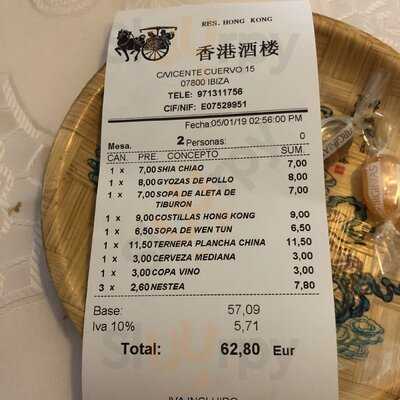 RES. HONG KONG
香港酒楼
C/VICENTE CUERVO 15
07800 IBIZA
TELE: 971311756
CIF/NIF: E07529951
Fecha:05/01/19 02:56:00 PM
Mesa. 2 Personas: 0
CAN. PRE CONCEPTO SUM.
1 x 7,00 SHIA CHIAO 7,00
1 x 8,00 GYOZAS DE POLLO 8,00
1 x 7,00 SOPA DE ALETA DE 7,00
TIBURON
1 x 9,00 COSTILLAS HONG KONG 9,00
1 x 6,50 SOPA DE WEN TUN 6,50
1 x 11,50 TERNERA PLANCHA CHINA 11,50
1 x 3,00 CERVEZA MEDIANA 3,00
1 x 3,00 COPA VINO 3,00
3 x 2,60 NESTEA 7,80
Base: 57,09
Iva 10% 5,71
Total: 62,80 Eur
IVA INCLUIDO
Sluurpy